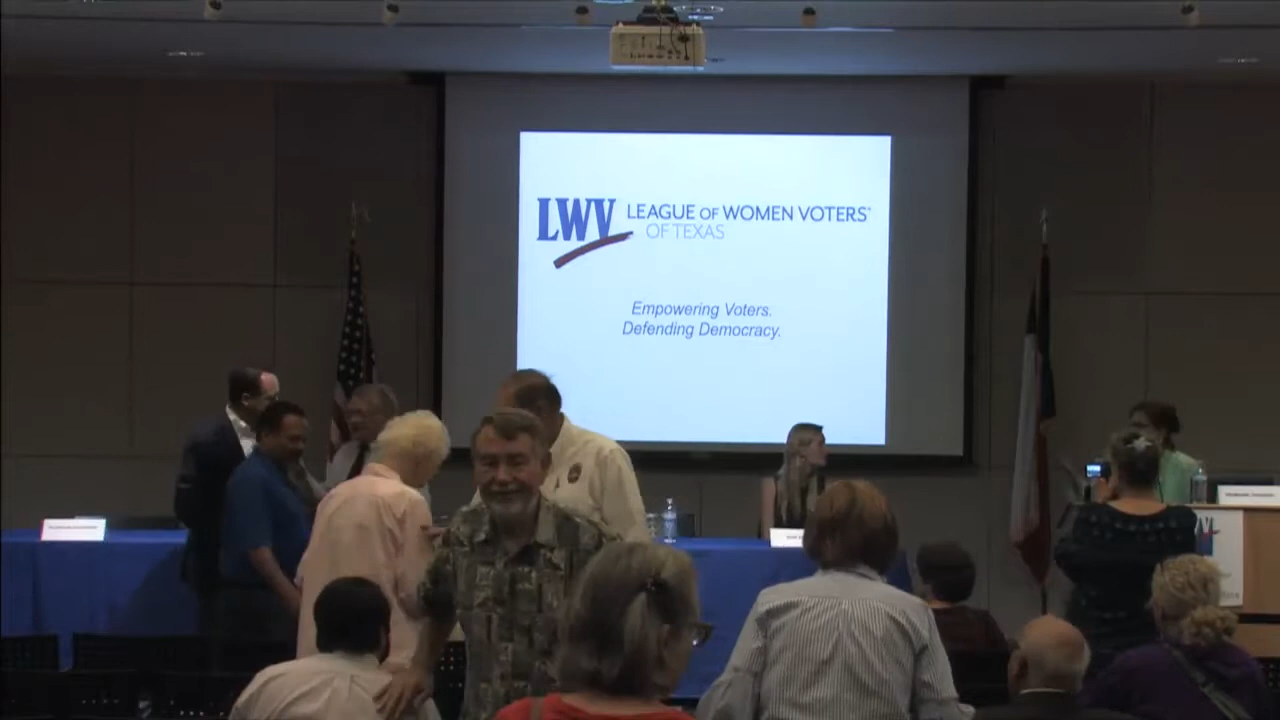 LWV LEAGUE OF WOMEN VOTERS
OF TEXAS
Empowering Voters.
Defending Democracy.